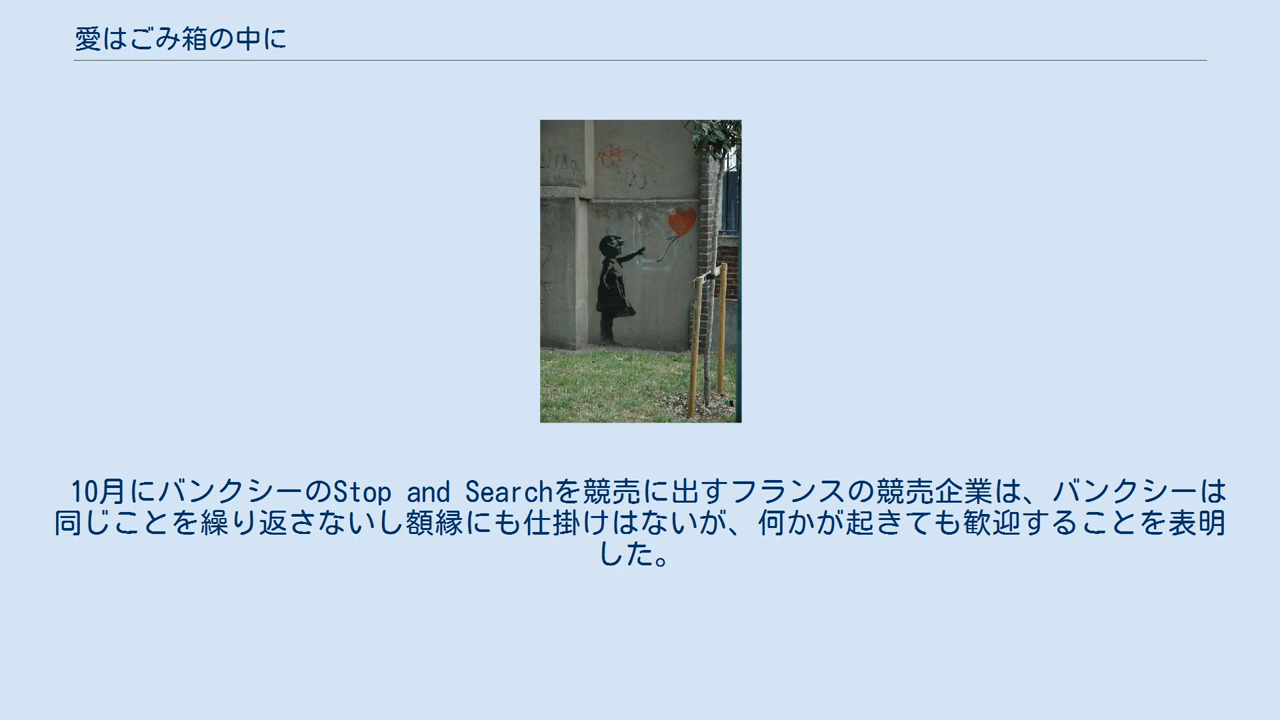 愛はごみ箱の中に
10月にバンクシーのStop and Searchを競売に出すフランスの競売企業は、バンクシーは
同じことを繰り返さないし額縁にも仕掛けはないが、何かが起きても歓迎することを表明
した。